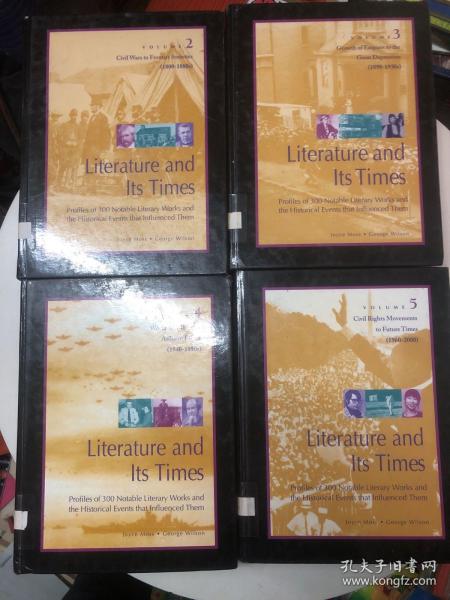 VOLUME 2
Civil Wars to Frontier Societies
(1800-1880s)
Literature and
Its Times
Profiles of 300 Notable Literary Works and
the Historical Events that Influenced Them
Joyce Moss • George Wilson
VOLUME 3
Growth of Empires to the
Great Depression
(1890-1930s)
Literature and
Its Times
Profiles of 300 Notable Literary Works and
the Historical Events that Influenced Them
Joyce Moss • George Wilson
4
(1940-1950s)
Literature and
Its Times
Profiles of 300 Notable Literary Works and
the Historical Events that Influenced Them
Joyce Moss • George Wilson
VOLUME 5
Civil Rights Movements
to Future Times
(1960-2000)
Literature and
Its Times
Profiles of 300 Notable Literary Works and
the Historical Events that Influenced Them
Joyce Moss • George Wilson
孔夫子旧书网
www.kongfz.com